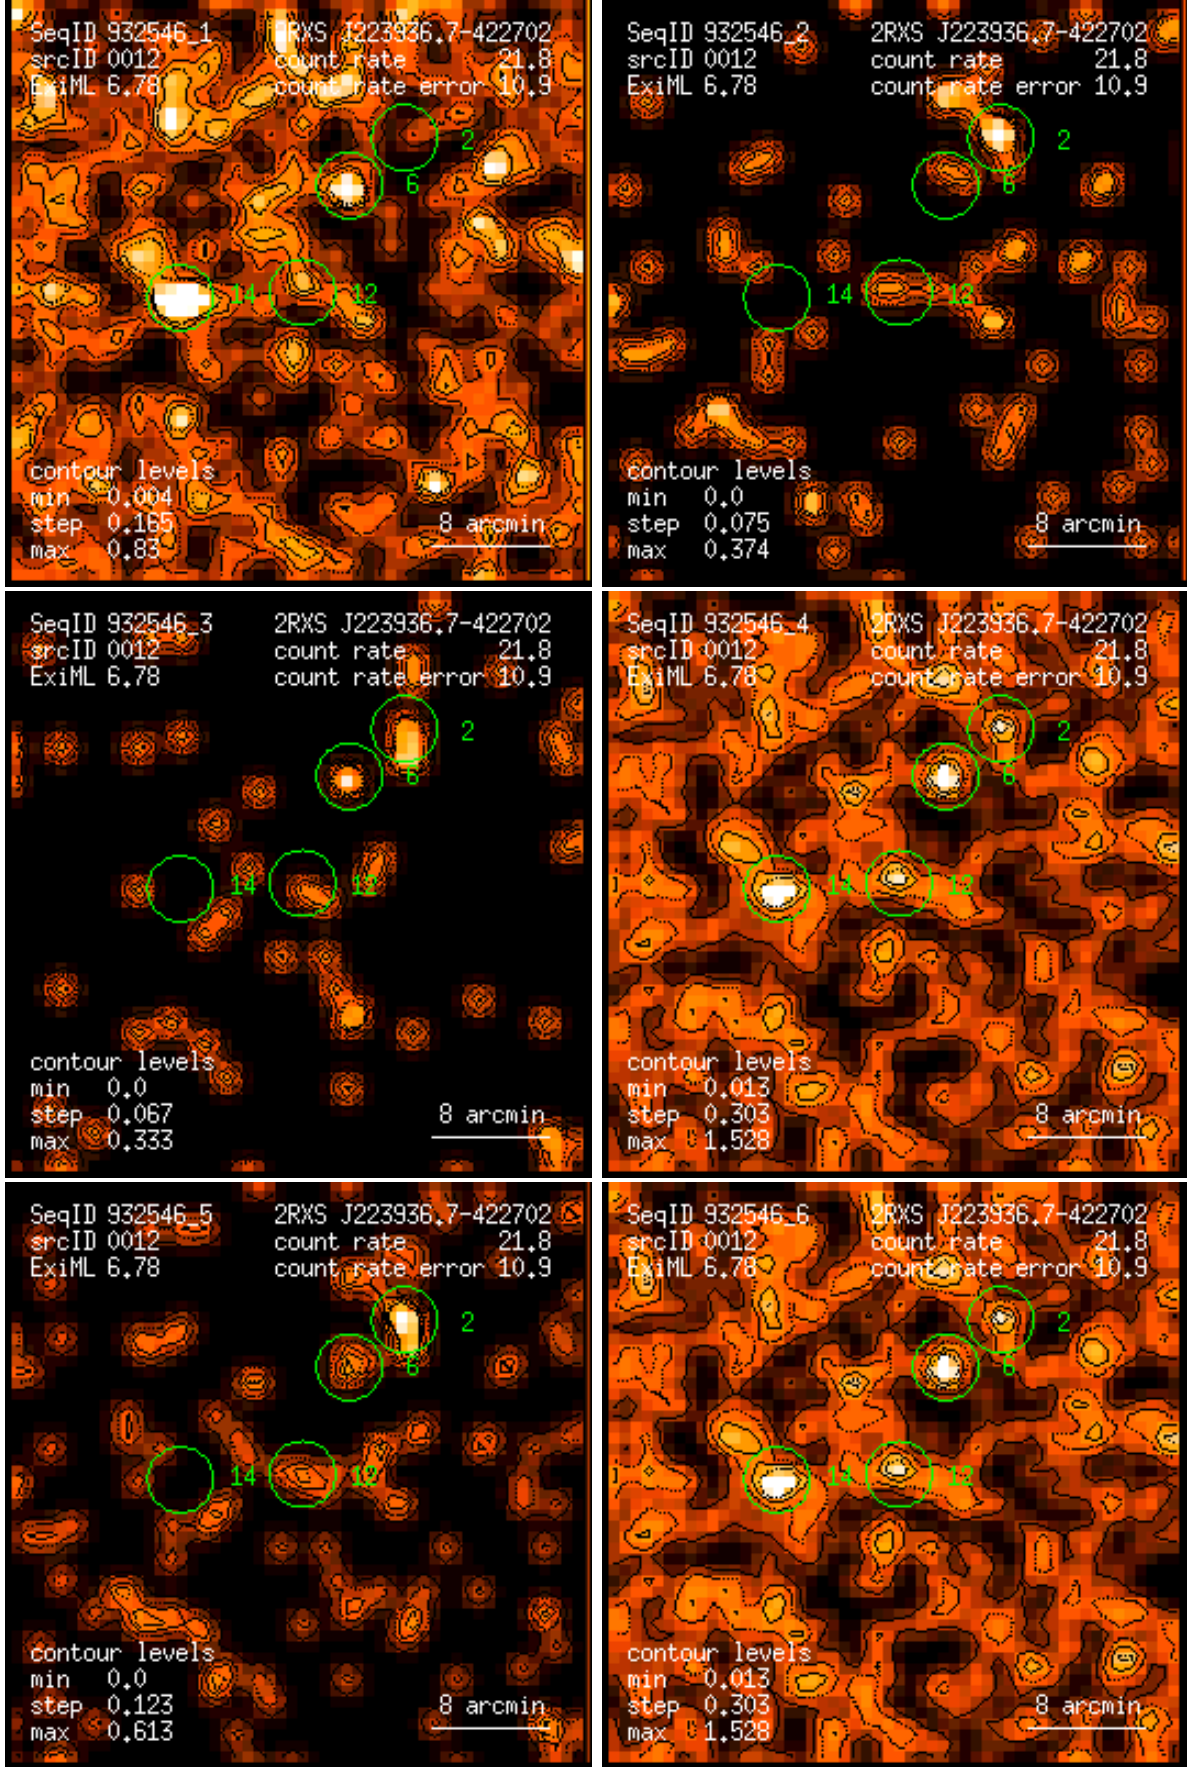 SeqID 932546_1 2RXS J223936.7-422702
srcID 0012 count rate 21.8
ExiML 6.78 count rate error 10.9
2
6
14 12
contour levels
min 0.004
step 0.165 8 arcmin
max 0.83
SeqID 932546_2 2RXS J223936.7-422702
srcID 0012 count rate 21.8
ExiML 6.78 count rate error 10.9
2
6
14 12
contour levels
min 0.0
step 0.075 8 arcmin
max 0.374
SeqID 932546_3 2RXS J223936.7-422702
srcID 0012 count rate 21.8
ExiML 6.78 count rate error 10.9
2
6
14 12
contour levels
min 0.0
step 0.067 8 arcmin
max 0.333
SeqID 932546_4 2RXS J223936.7-422702
srcID 0012 count rate 21.8
ExiML 6.78 count rate error 10.9
2
6
14 12
contour levels
min 0.013
step 0.303 8 arcmin
max 1.528
SeqID 932546_5 2RXS J223936.7-422702
srcID 0012 count rate 21.8
ExiML 6.78 count rate error 10.9
2
6
14 12
contour levels
min 0.0
step 0.123 8 arcmin
max 0.613
SeqID 932546_6 2RXS J223936.7-422702
srcID 0012 count rate 21.8
ExiML 6.78 count rate error 10.9
2
6
14 12
contour levels
min 0.013
step 0.303 8 arcmin
max 1.528